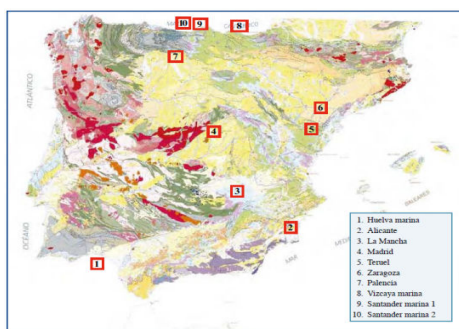 10
9
8
7
6
5
4
3
2
1
ATLÁNTICO
OCÉANO
BALEARES
MAR
1. Huelva marina
2. Alicante
3. La Mancha
4. Madrid
5. Teruel
6. Zaragoza
7. Palencia
8. Vizcaya marina
9. Santander marina 1
10. Santander marina 2